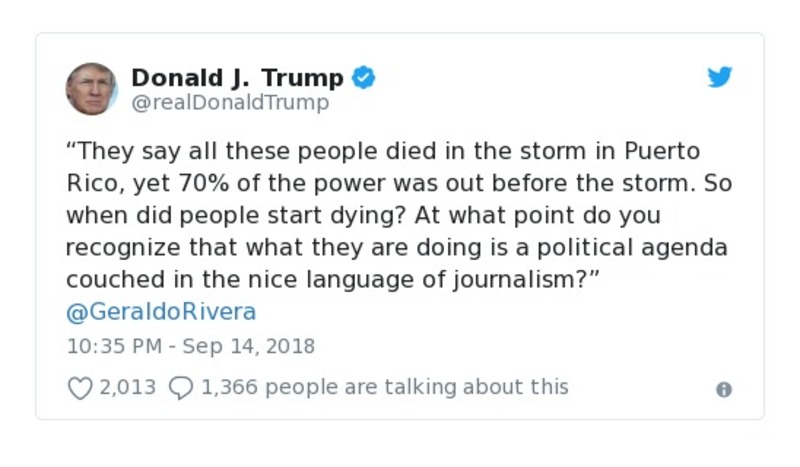 Donald J. Trump
@realDonaldTrump
“They say all these people died in the storm in Puerto
Rico, yet 70% of the power was out before the storm. So
when did people start dying? At what point do you
recognize that what they are doing is a political agenda
couched in the nice language of journalism?”
@GeraldoRivera
10:35 PM - Sep 14, 2018
2,013 1,366 people are talking about this